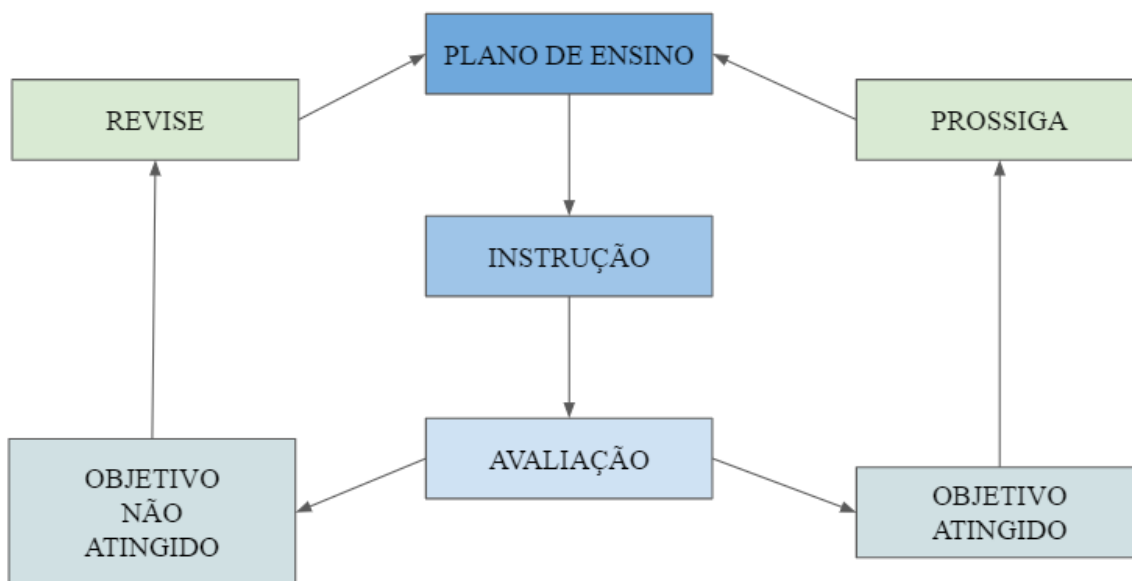 PLANO DE ENSINO
REVISE
PROSSIGA
INSTRUÇÃO
AVALIAÇÃO
OBJETIVO
NÃO
ATINGIDO
OBJETIVO
ATINGIDO